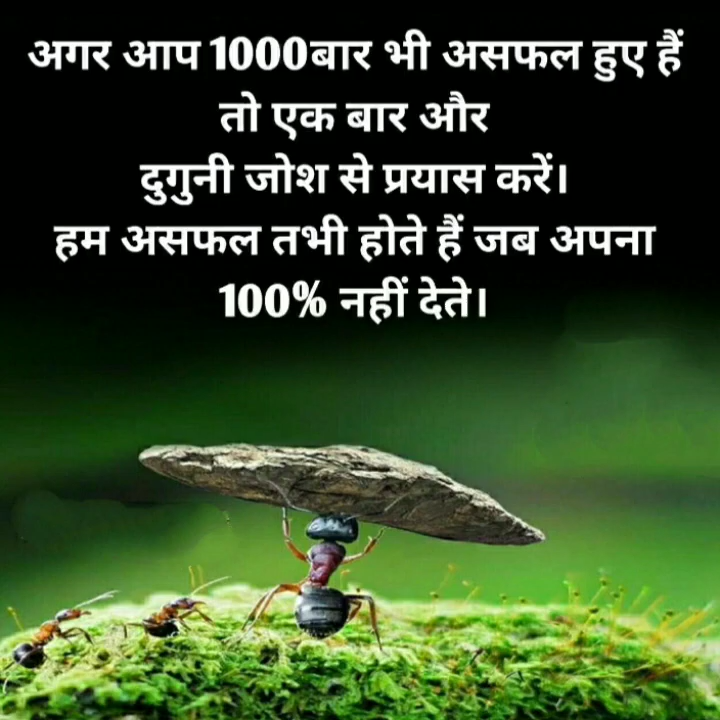 अगर आप 1000बार भी असफल हुए हैं
तो एक बार और
दुगुनी जोश से प्रयास करें।
हम असफल तभी होते हैं जब अपना
100% नहीं देते।